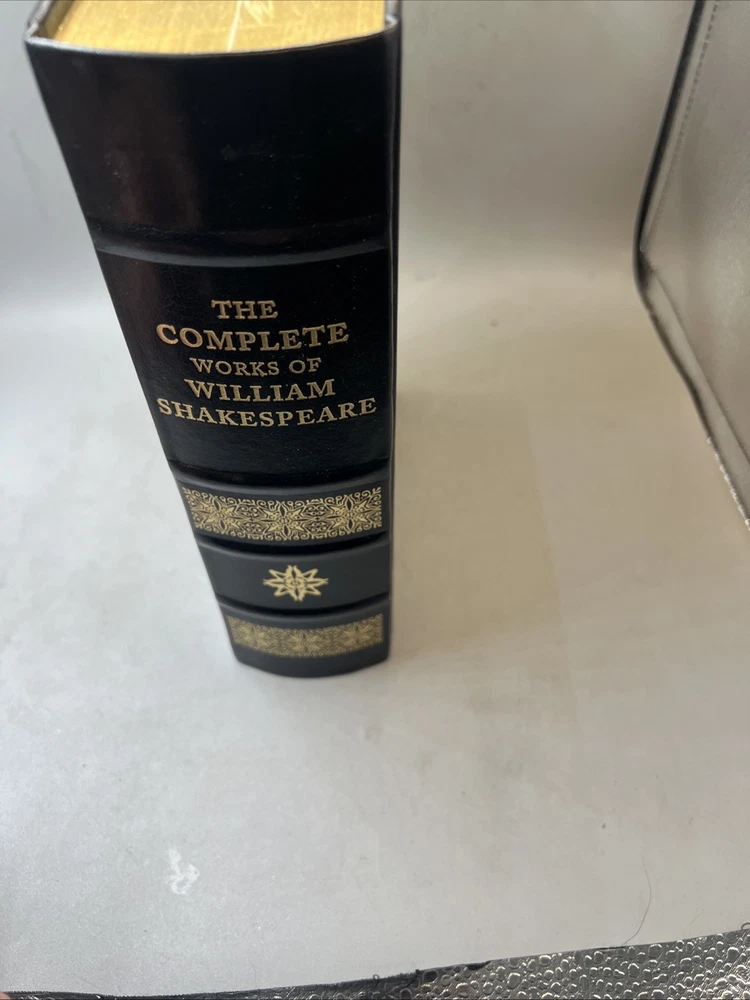 THE
COMPLETE
WORKS OF
WILLIAM
SHAKESPEARE